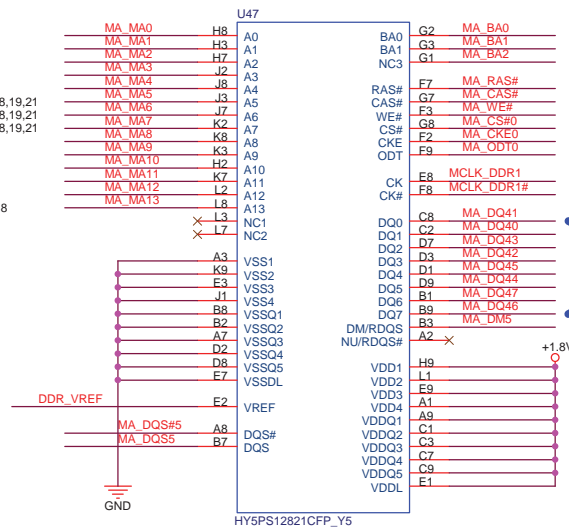 U47
MA_MA0 H8 A0 BA0 G2 MA_BA0
MA_MA1 H3 A1 BA1 G3 MA_BA1
MA_MA2 H7 A2 NC3 G1 MA_BA2
MA_MA3 J2 A3
MA_MA4 J8 A4 RAS# F7 MA_RAS#
8,19,21 MA_MA5 J3 A5 CAS# G7 MA_CAS#
8,19,21 MA_MA6 J7 A6 WE# F3 MA_WE#
8,19,21 MA_MA7 K2 A7 CS# G8 MA_CS#0
MA_MA8 K8 A8 CKE F2 MA_CKE0
MA_MA9 K3 A9 ODT F9 MA_ODT0
MA_MA10 H2 A10
MA_MA11 K7 A11 CK E8 MCLK_DDR1
MA_MA12 L2 A12 CK# F8 MCLK_DDR1#
8 MA_MA13 L8 A13
L3 NC1 DQ0 C8 MA_DQ41
L7 NC2 DQ1 C2 MA_DQ40
DQ2 D7 MA_DQ43
A3 VSS1 DQ3 D3 MA_DQ42
K9 VSS2 DQ4 D1 MA_DQ45
E3 VSS3 DQ5 D9 MA_DQ44
J1 VSS4 DQ6 B1 MA_DQ47
B8 VSSQ1 DQ7 B9 MA_DQ46
B2 VSSQ2 DM/RDQS B3 MA_DM5
A7 VSSQ3 NU/RDQS# A2
D2 VSSQ4 +1.8V
D8 VSSQ5 VDD1 H9
E7 VSSDL VDD2 L1
VDD3 E9
DDR_VREF E2 VREF VDD4 A1
VDDQ1 A9
MA_DQS#5 A8 DQS# VDDQ2 C1
MA_DQS5 B7 DQS VDDQ3 C3
VDDQ4 C7
VDDQ5 C9
VDDL E1
GND
HY5PS12821CFP_Y5